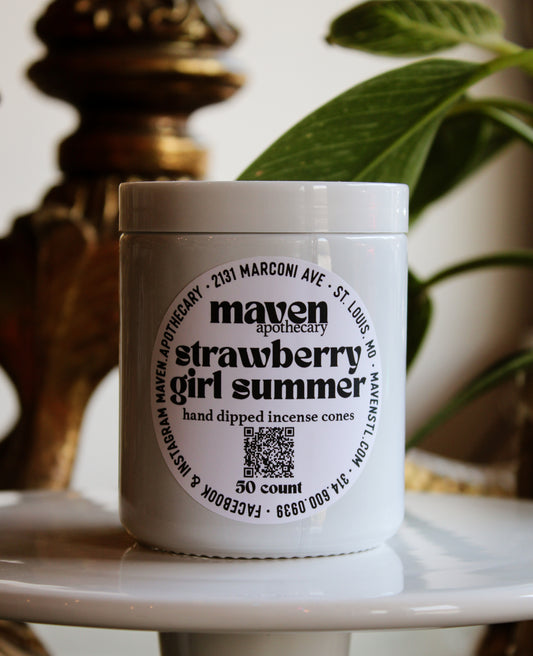 2131 MARCONI AVE • ST. LOUIS, MO • MAVENSTL.COM • 314.600.0939 • FACEBOOK & INSTAGRAM MAVEN.APOTHECARY •
maven
apothecary
strawberry
girl summer
hand dipped incense cones
50 count